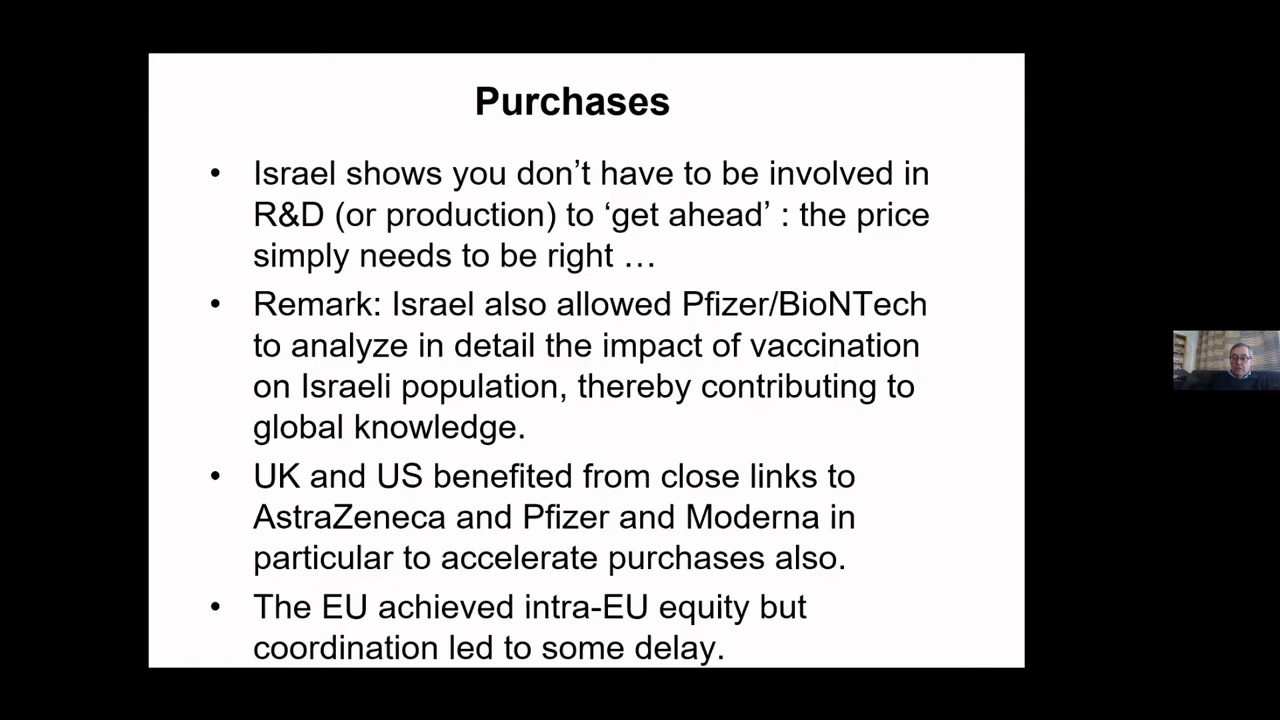 Purchases
• Israel shows you don’t have to be involved in
R&D (or production) to ‘get ahead’ : the price
simply needs to be right …
• Remark: Israel also allowed Pfizer/BioNTech
to analyze in detail the impact of vaccination
on Israeli population, thereby contributing to
global knowledge.
• UK and US benefited from close links to
AstraZeneca and Pfizer and Moderna in
particular to accelerate purchases also.
• The EU achieved intra-EU equity but
coordination led to some delay.